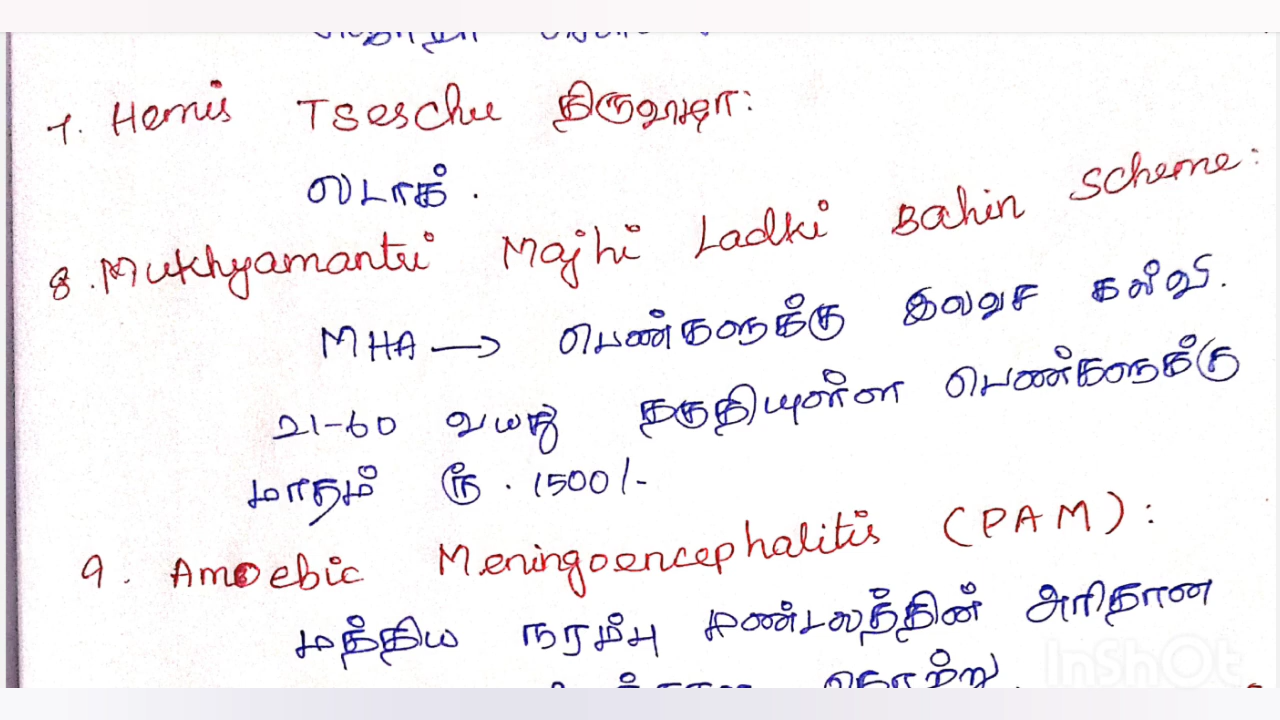 7. Hemis Tseschu திருவிழா:
லடாக் .
8. Mukhyamantri Majhi Ladki Bahin Scheme:
MHA → பெண்களுக்கு இலவச கல்வி.
21-60 வயது தகுதியுள்ள பெண்களுக்கு
மாதம் ரூ. 1500/-
9. Amoebic Meningoencephalitis (PAM):
மத்திய நரம்பு மண்டலத்தின் அரிதான
தொற்று
InShOt